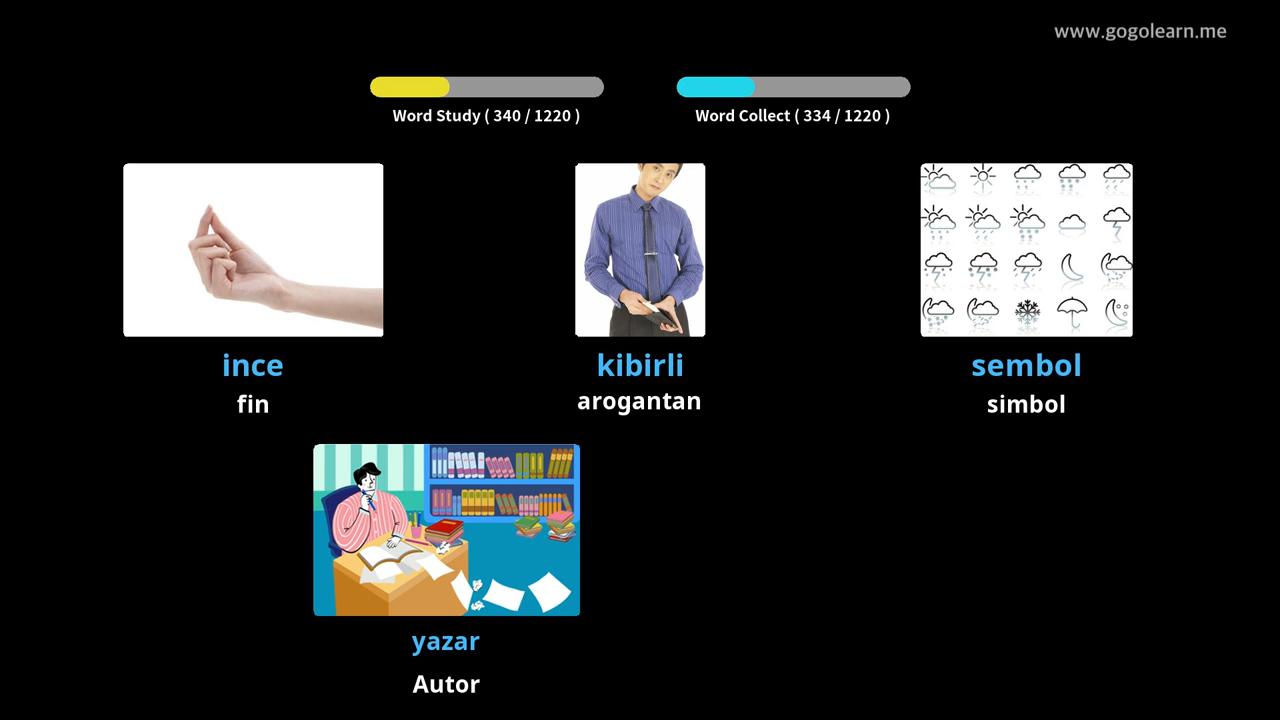 www.gogolearn.me
Word Study ( 340 / 1220 )
Word Collect ( 334 / 1220 )
ince
fin
kibirli
arogantan
sembol
simbol
yazar
Autor